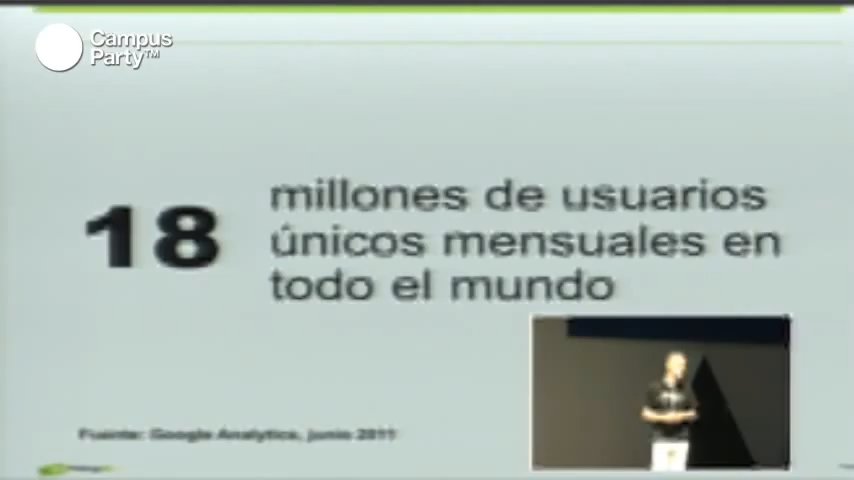 Campus
Party™
18
millones de usuarios
únicos mensuales en
todo el mundo
Fuente: Google Analytics, junio 2011